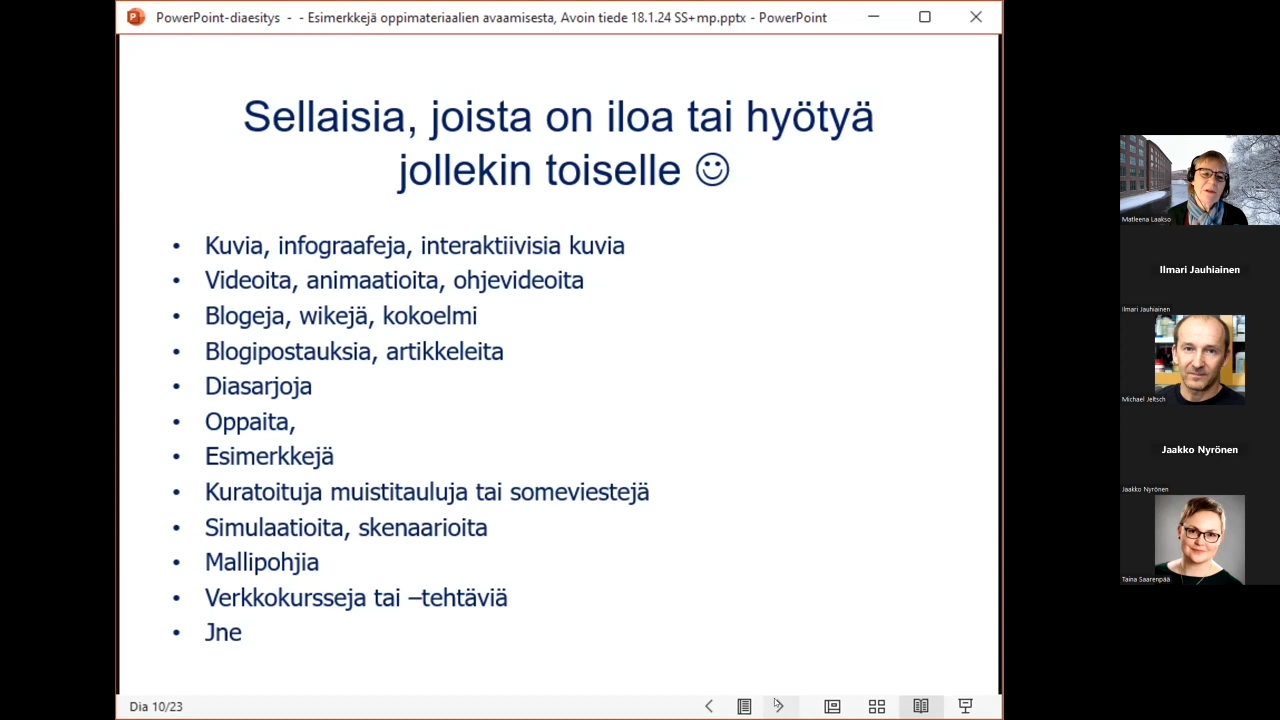 PowerPoint-diaesitys - - Esimerkkejä oppimateriaalien avaamisesta, Avoin tiede 18.1.24 SS+mp.pptx - PowerPoint
Sellaisia, joista on iloa tai hyötyä
jollekin toiselle ☺
• Kuvia, infograafeja, interaktiivisia kuvia
• Videoita, animaatioita, ohjevideoita
• Blogeja, wikejä, kokoelmi
• Blogipostauksia, artikkeleita
• Diasarjoja
• Oppaita,
• Esimerkkejä
• Kuratoituja muistitauluja tai someviestejä
• Simulaatioita, skenaarioita
• Mallipohjia
• Verkkokursseja tai –tehtäviä
• Jne
Dia 10/23
Matleena Laakso
Ilmari Jauhiainen
Ilmari Jauhiainen
Michael Jeltsch
Jaakko Nyrönen
Jaakko Nyrönen
Taina Saarenpää